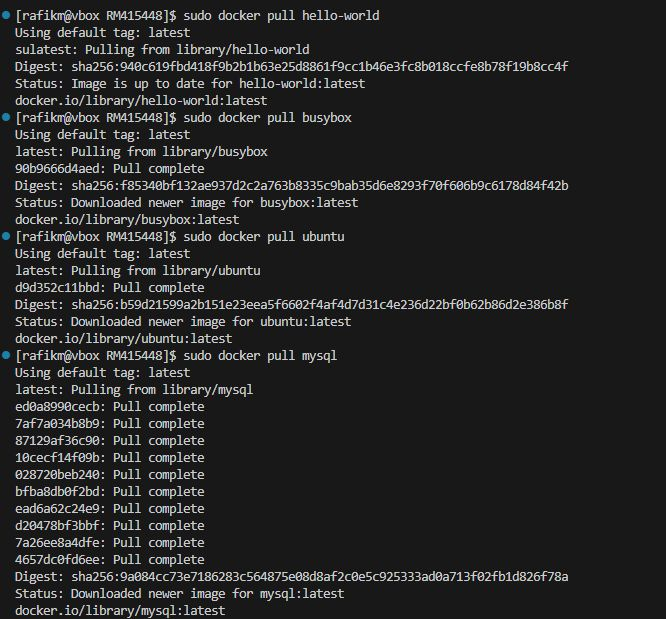 [rafikm@vbox RM415448]$ sudo docker pull hello-world
Using default tag: latest
sulatest: Pulling from library/hello-world
Digest: sha256:940c619fbd418f9b2b1b63e25d8861f9cc1b46e3fc8b018ccfe8b78f19b8cc4f
Status: Image is up to date for hello-world:latest
docker.io/library/hello-world:latest
[rafikm@vbox RM415448]$ sudo docker pull busybox
Using default tag: latest
latest: Pulling from library/busybox
90b9666d4aed: Pull complete
Digest: sha256:f85340bf132ae937d2c2a763b8335c9bab35d6e8293f70f606b9c6178d84f42b
Status: Downloaded newer image for busybox:latest
docker.io/library/busybox:latest
[rafikm@vbox RM415448]$ sudo docker pull ubuntu
Using default tag: latest
latest: Pulling from library/ubuntu
d9d352c11bbd: Pull complete
Digest: sha256:b59d21599a2b151e23eea5f6602f4af4d7d31c4e236d22bf0b62b86d2e386b8f
Status: Downloaded newer image for ubuntu:latest
docker.io/library/ubuntu:latest
[rafikm@vbox RM415448]$ sudo docker pull mysql
Using default tag: latest
latest: Pulling from library/mysql
ed0a8990cecb: Pull complete
7af7a034b8b9: Pull complete
87129af36c90: Pull complete
10cecf14f09b: Pull complete
028720beb240: Pull complete
bfba8db0f2bd: Pull complete
ead6a62c24e9: Pull complete
d20478bf3bbf: Pull complete
7a26ee8a4dfe: Pull complete
4657dc0fd6ee: Pull complete
Digest: sha256:9a084cc73e7186283c564875e08d8af2c0e5c925333ad0a713f02fb1d826f78a
Status: Downloaded newer image for mysql:latest
docker.io/library/mysql:latest